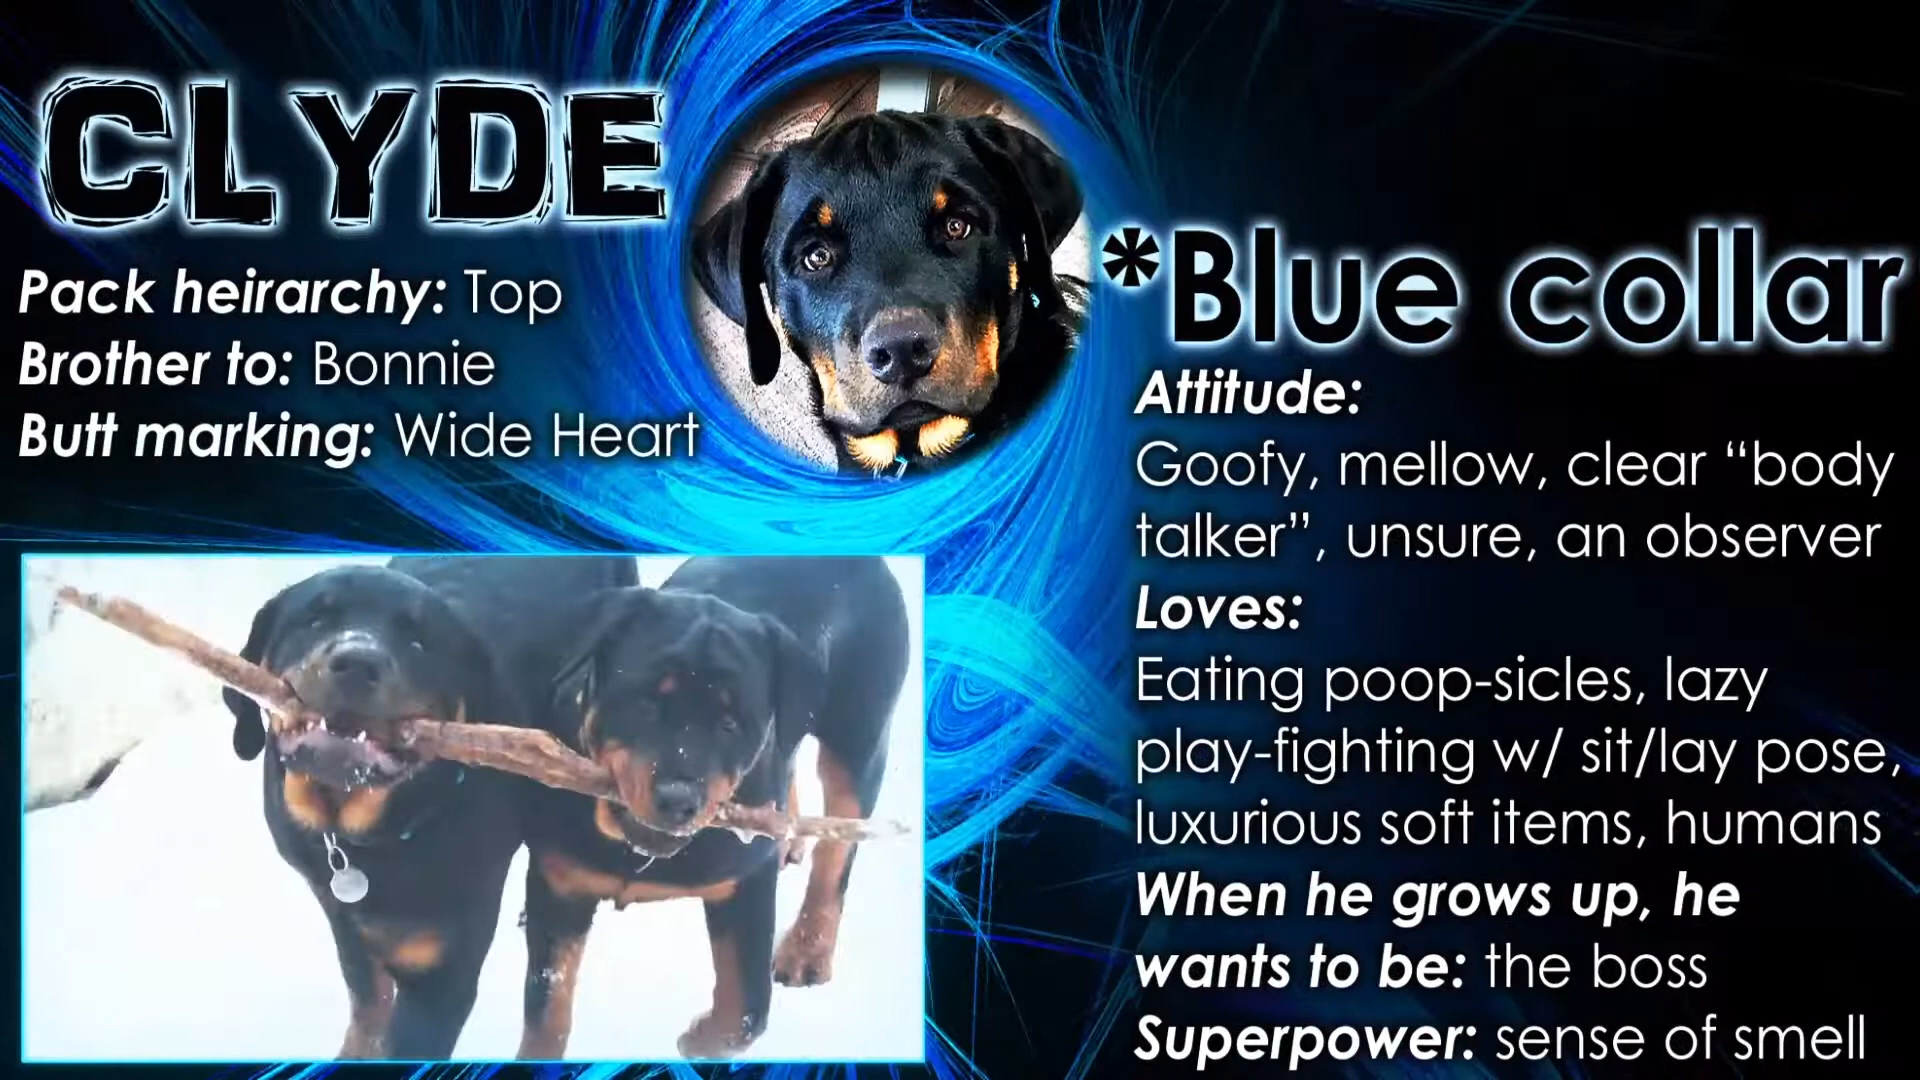 CLYDE
Pack heirarchy: Top
Brother to: Bonnie
Butt marking: Wide Heart
*Blue collar
Attitude:
Goofy, mellow, clear “body
talker”, unsure, an observer
Loves:
Eating poop-sicles, lazy
play-fighting w/ sit/lay pose,
luxurious soft items, humans
When he grows up, he
wants to be: the boss
Superpower: sense of smell